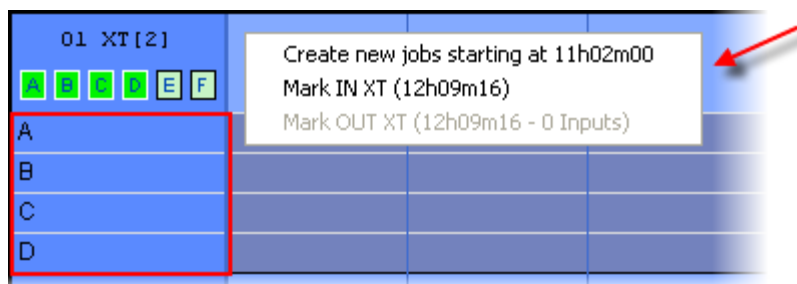 01 XT[2]
A B C D E F
Create new jobs starting at 11h02m00
Mark IN XT (12h09m16)
Mark OUT XT (12h09m16 - 0 Inputs)
A
B
C
D